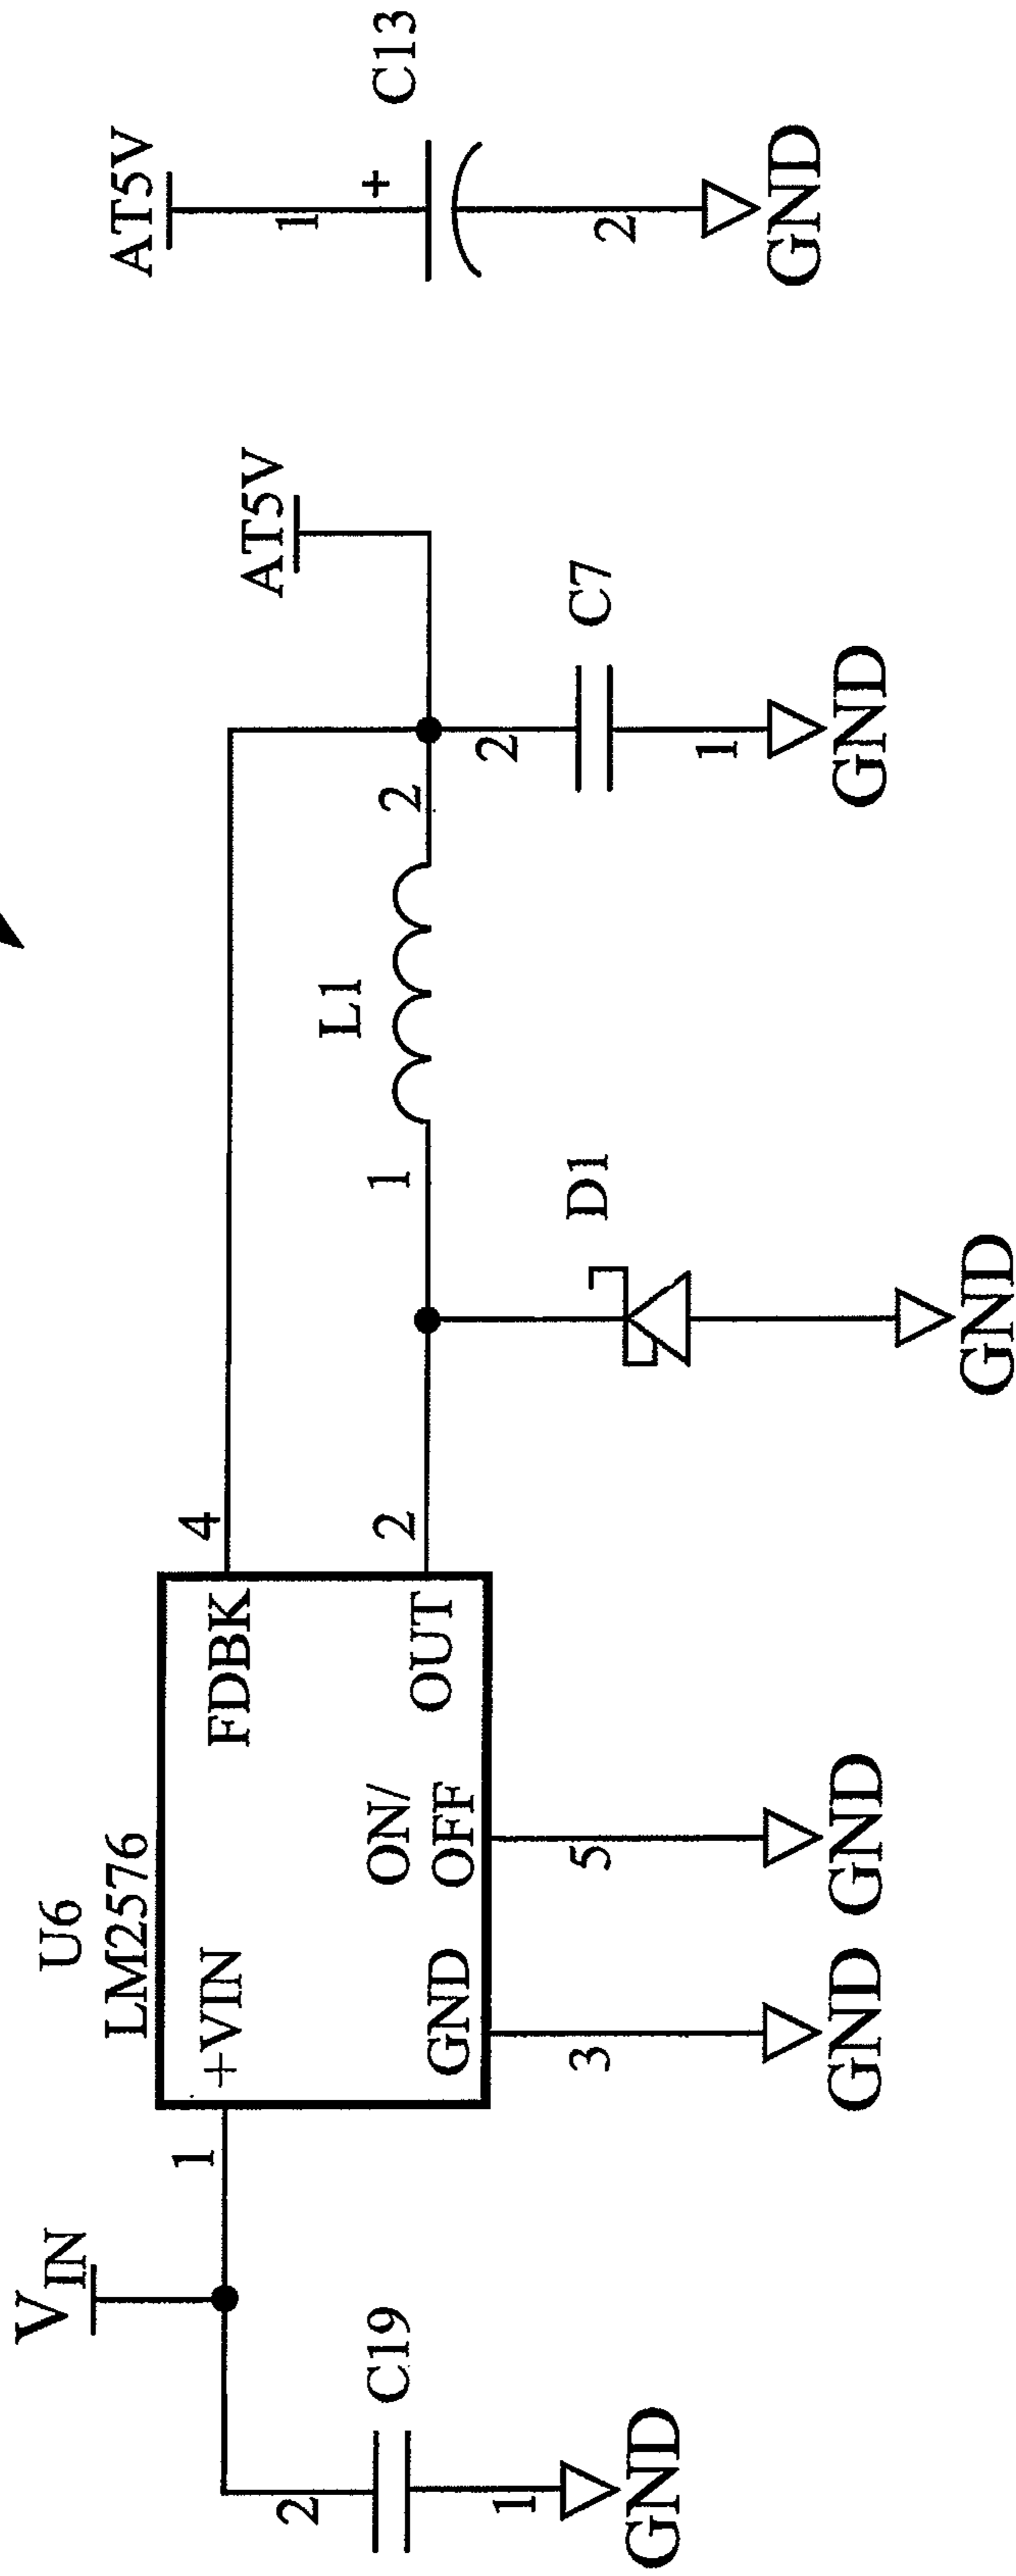 U6
LM2576
V_IN
1
+VIN
FDBK
4
GND
ON/
OFF
OUT
2
3
GND
5
GND
2
C19
1
GND
1
L1
2
D1
GND
AT5V
2
C7
1
GND
AT5V
1
+
C13
2
GND